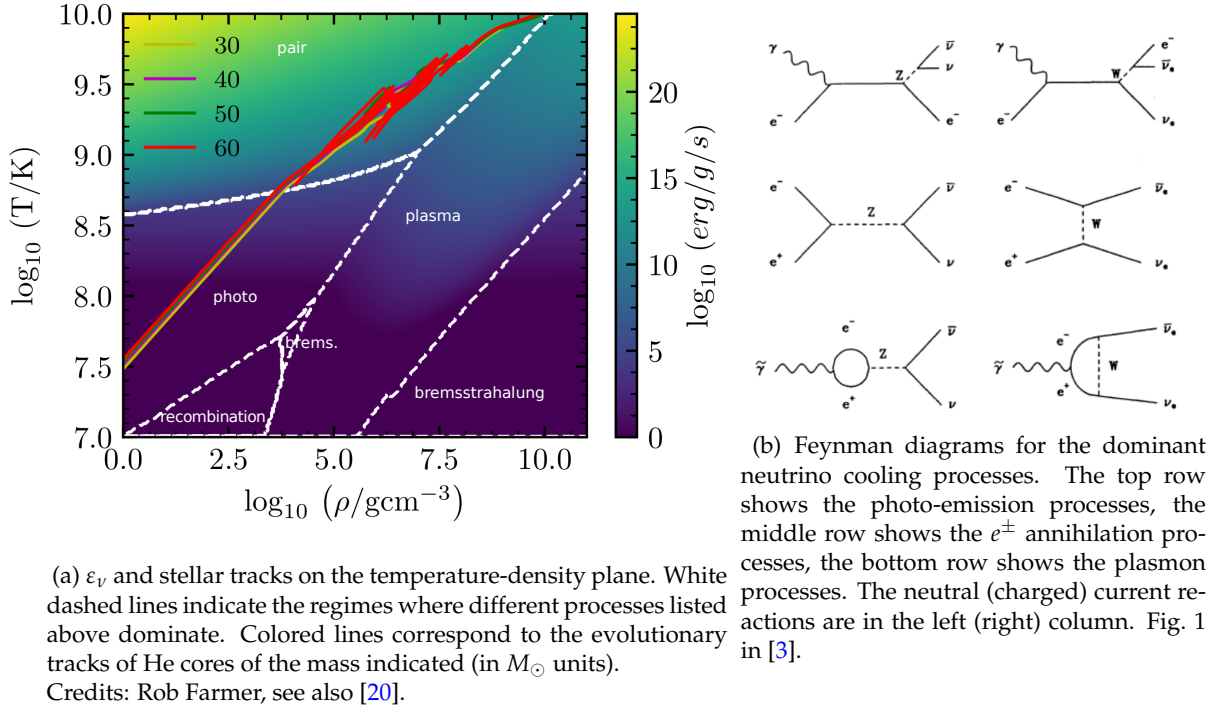 10.0
9.5
9.0
8.5
8.0
7.5
7.0
log₁₀ (T/K)
30
40
50
60
pair
plasma
photo
brems.
recombination
bremsstrahalung
0.0
2.5
5.0
7.5
10.0
log₁₀ (ρ/gcm⁻³)
20
15
10
5
0
log₁₀ (erg/g/s)
(a) εν and stellar tracks on the temperature-density plane. White
dashed lines indicate the regimes where different processes listed
above dominate. Colored lines correspond to the evolutionary
tracks of He cores of the mass indicated (in M⊙ units).
Credits: Rob Farmer, see also [20].
γ
e⁻
Z
ν̅
ν
e⁻
γ
e⁻
W
e⁻
ν̅ₑ
νₑ
e⁻
e⁺
Z
ν̅
ν
e⁻
e⁺
W
ν̅ₑ
νₑ
γ̃
e⁻
e⁺
Z
ν̅
ν
γ̃
e⁻
e⁺
W
ν̅ₑ
νₑ
(b) Feynman diagrams for the dominant
neutrino cooling processes. The top row
shows the photo-emission processes, the
middle row shows the e± annihilation pro-
cesses, the bottom row shows the plasmon
processes. The neutral (charged) current re-
actions are in the left (right) column. Fig. 1
in [3].